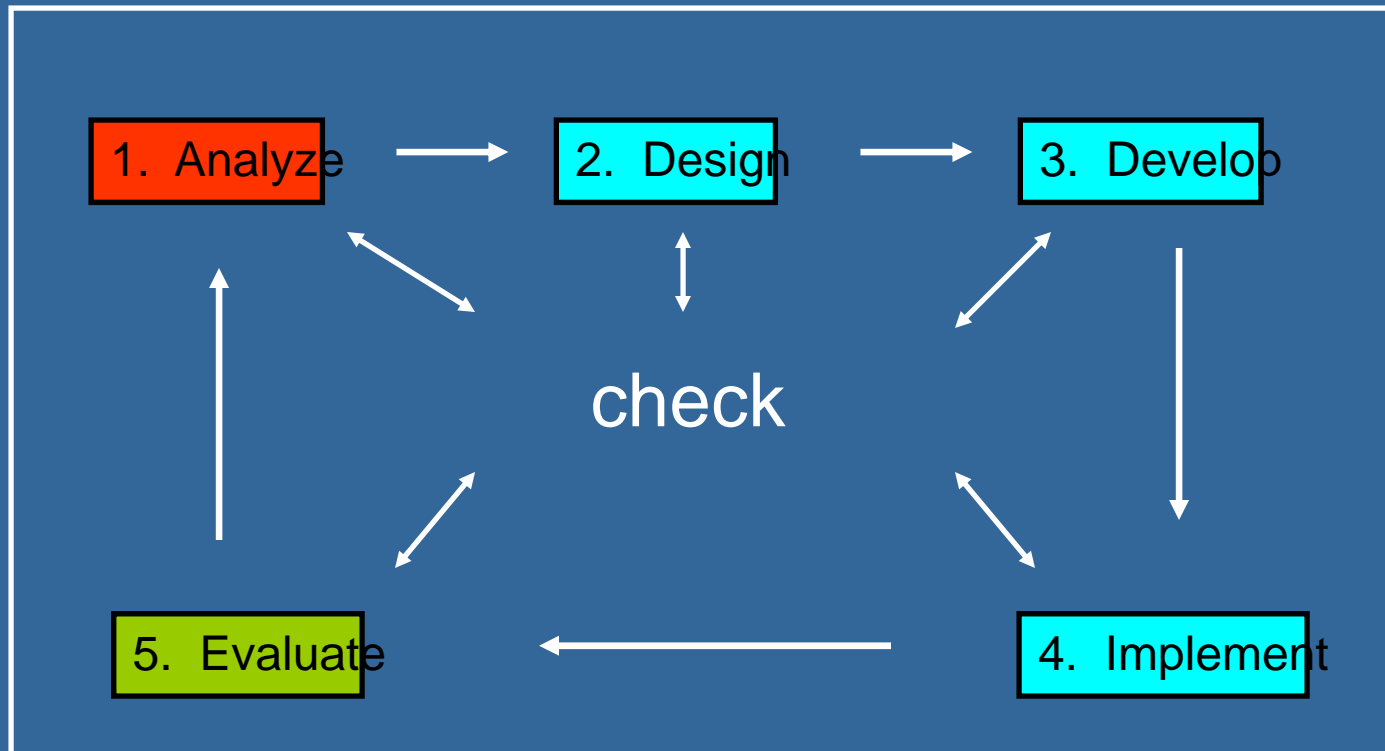 1. Analyze
2. Design
3. Develop
check
5. Evaluate
4. Implement